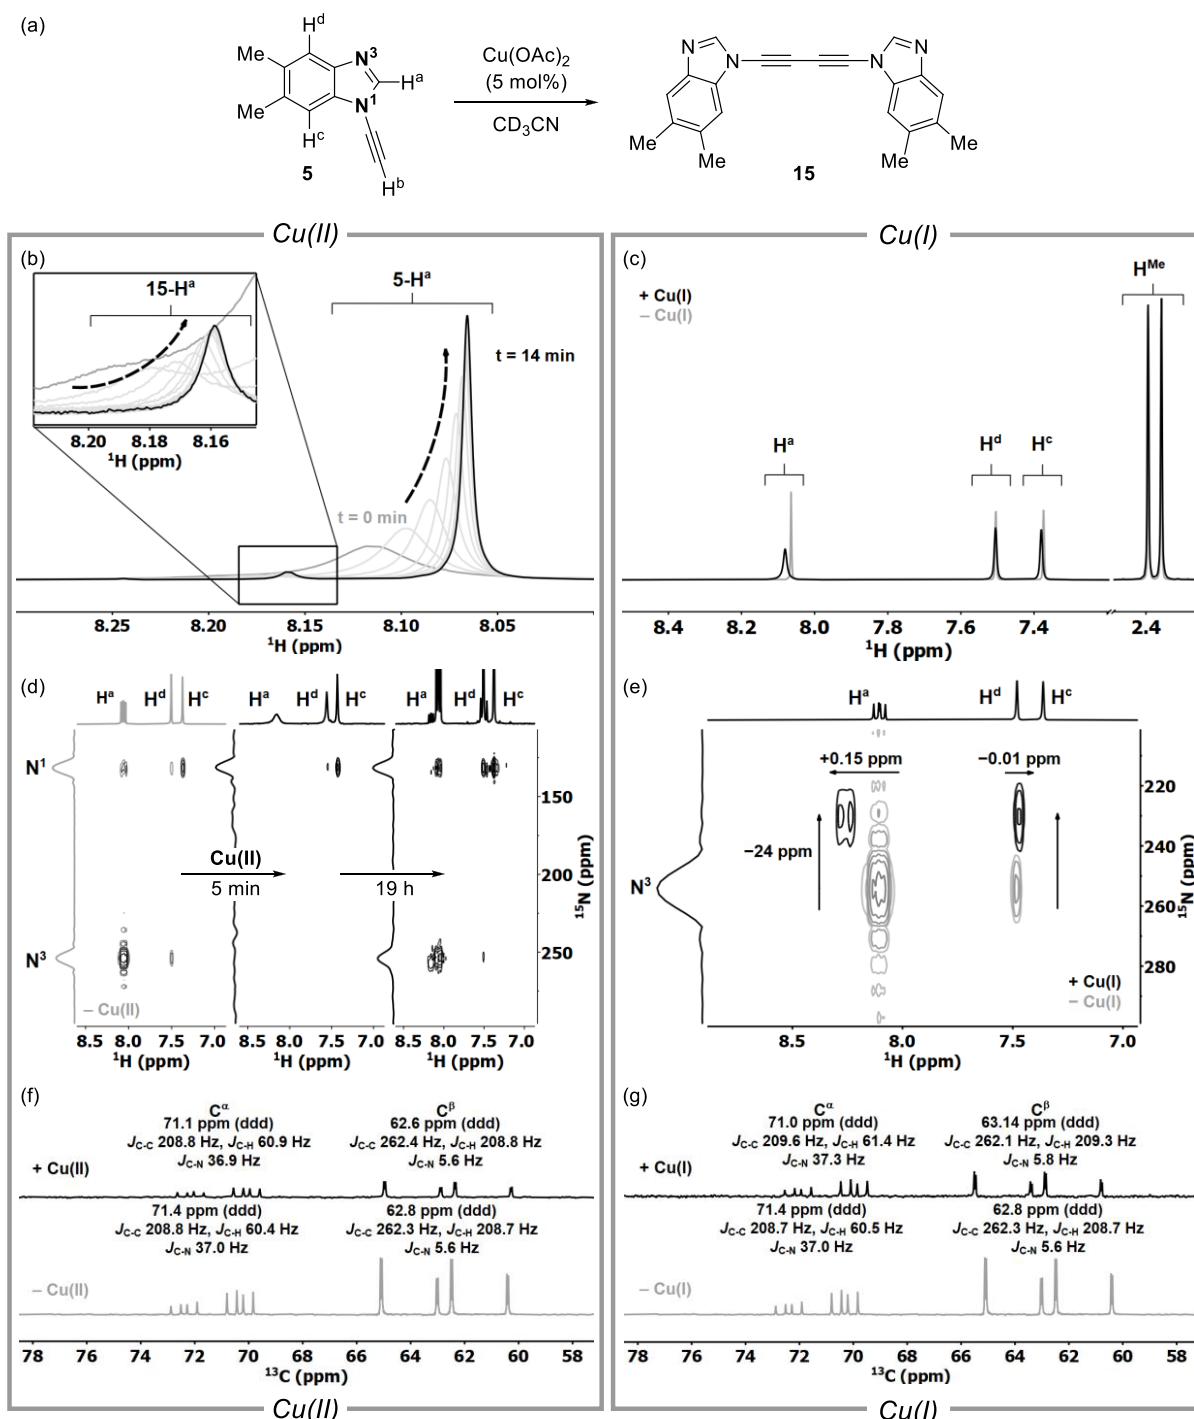 (a)
H^d
Me
Me
N^3
N^1
H^a
H^c
H^b
5
Cu(OAc)₂
(5 mol%)
CD₃CN
N
N
N
N
Me
Me
Me
Me
15
Cu(II)
(b)
15-H^a
8.20 8.18 8.16
¹H (ppm)
5-H^a
t = 14 min
t = 0 min
8.25 8.20 8.15 8.10 8.05
¹H (ppm)
Cu(I)
(c)
+ Cu(I)
– Cu(I)
H^Me
H^a
H^d
H^c
8.4 8.2 8.0 7.8 7.6 7.4 2.4
¹H (ppm)
(d)
H^a H^d H^c H^a H^d H^c H^a H^d H^c
N¹
150
Cu(II)
5 min
19 h
200
N³
250
– Cu(II)
¹⁵N (ppm)
8.5 8.0 7.5 7.0 8.5 8.0 7.5 7.0 8.5 8.0 7.5 7.0
¹H (ppm) ¹H (ppm) ¹H (ppm)
(e)
H^a H^d H^c
+0.15 ppm
−0.01 ppm
220
−24 ppm
240
N³
260
280
¹⁵N (ppm)
+ Cu(I)
– Cu(I)
8.5 8.0 7.5 7.0
¹H (ppm)
(f)
C^α
71.1 ppm (ddd)
J_C-C 208.8 Hz, J_C-H 60.9 Hz
J_C-N 36.9 Hz
C^β
62.6 ppm (ddd)
J_C-C 262.4 Hz, J_C-H 208.8 Hz
J_C-N 5.6 Hz
+ Cu(II)
71.4 ppm (ddd)
J_C-C 208.8 Hz, J_C-H 60.4 Hz
J_C-N 37.0 Hz
62.8 ppm (ddd)
J_C-C 262.3 Hz, J_C-H 208.7 Hz
J_C-N 5.6 Hz
– Cu(II)
78 76 74 72 70 68 66 64 62 60 58
¹³C (ppm)
Cu(II)
(g)
C^α
71.0 ppm (ddd)
J_C-C 209.6 Hz, J_C-H 61.4 Hz
J_C-N 37.3 Hz
C^β
63.14 ppm (ddd)
J_C-C 262.1 Hz, J_C-H 209.3 Hz
J_C-N 5.8 Hz
+ Cu(I)
71.4 ppm (ddd)
J_C-C 208.7 Hz, J_C-H 60.5 Hz
J_C-N 37.0 Hz
62.8 ppm (ddd)
J_C-C 262.3 Hz, J_C-H 208.7 Hz
J_C-N 5.6 Hz
– Cu(I)
78 76 74 72 70 68 66 64 62 60 58
¹³C (ppm)
Cu(I)